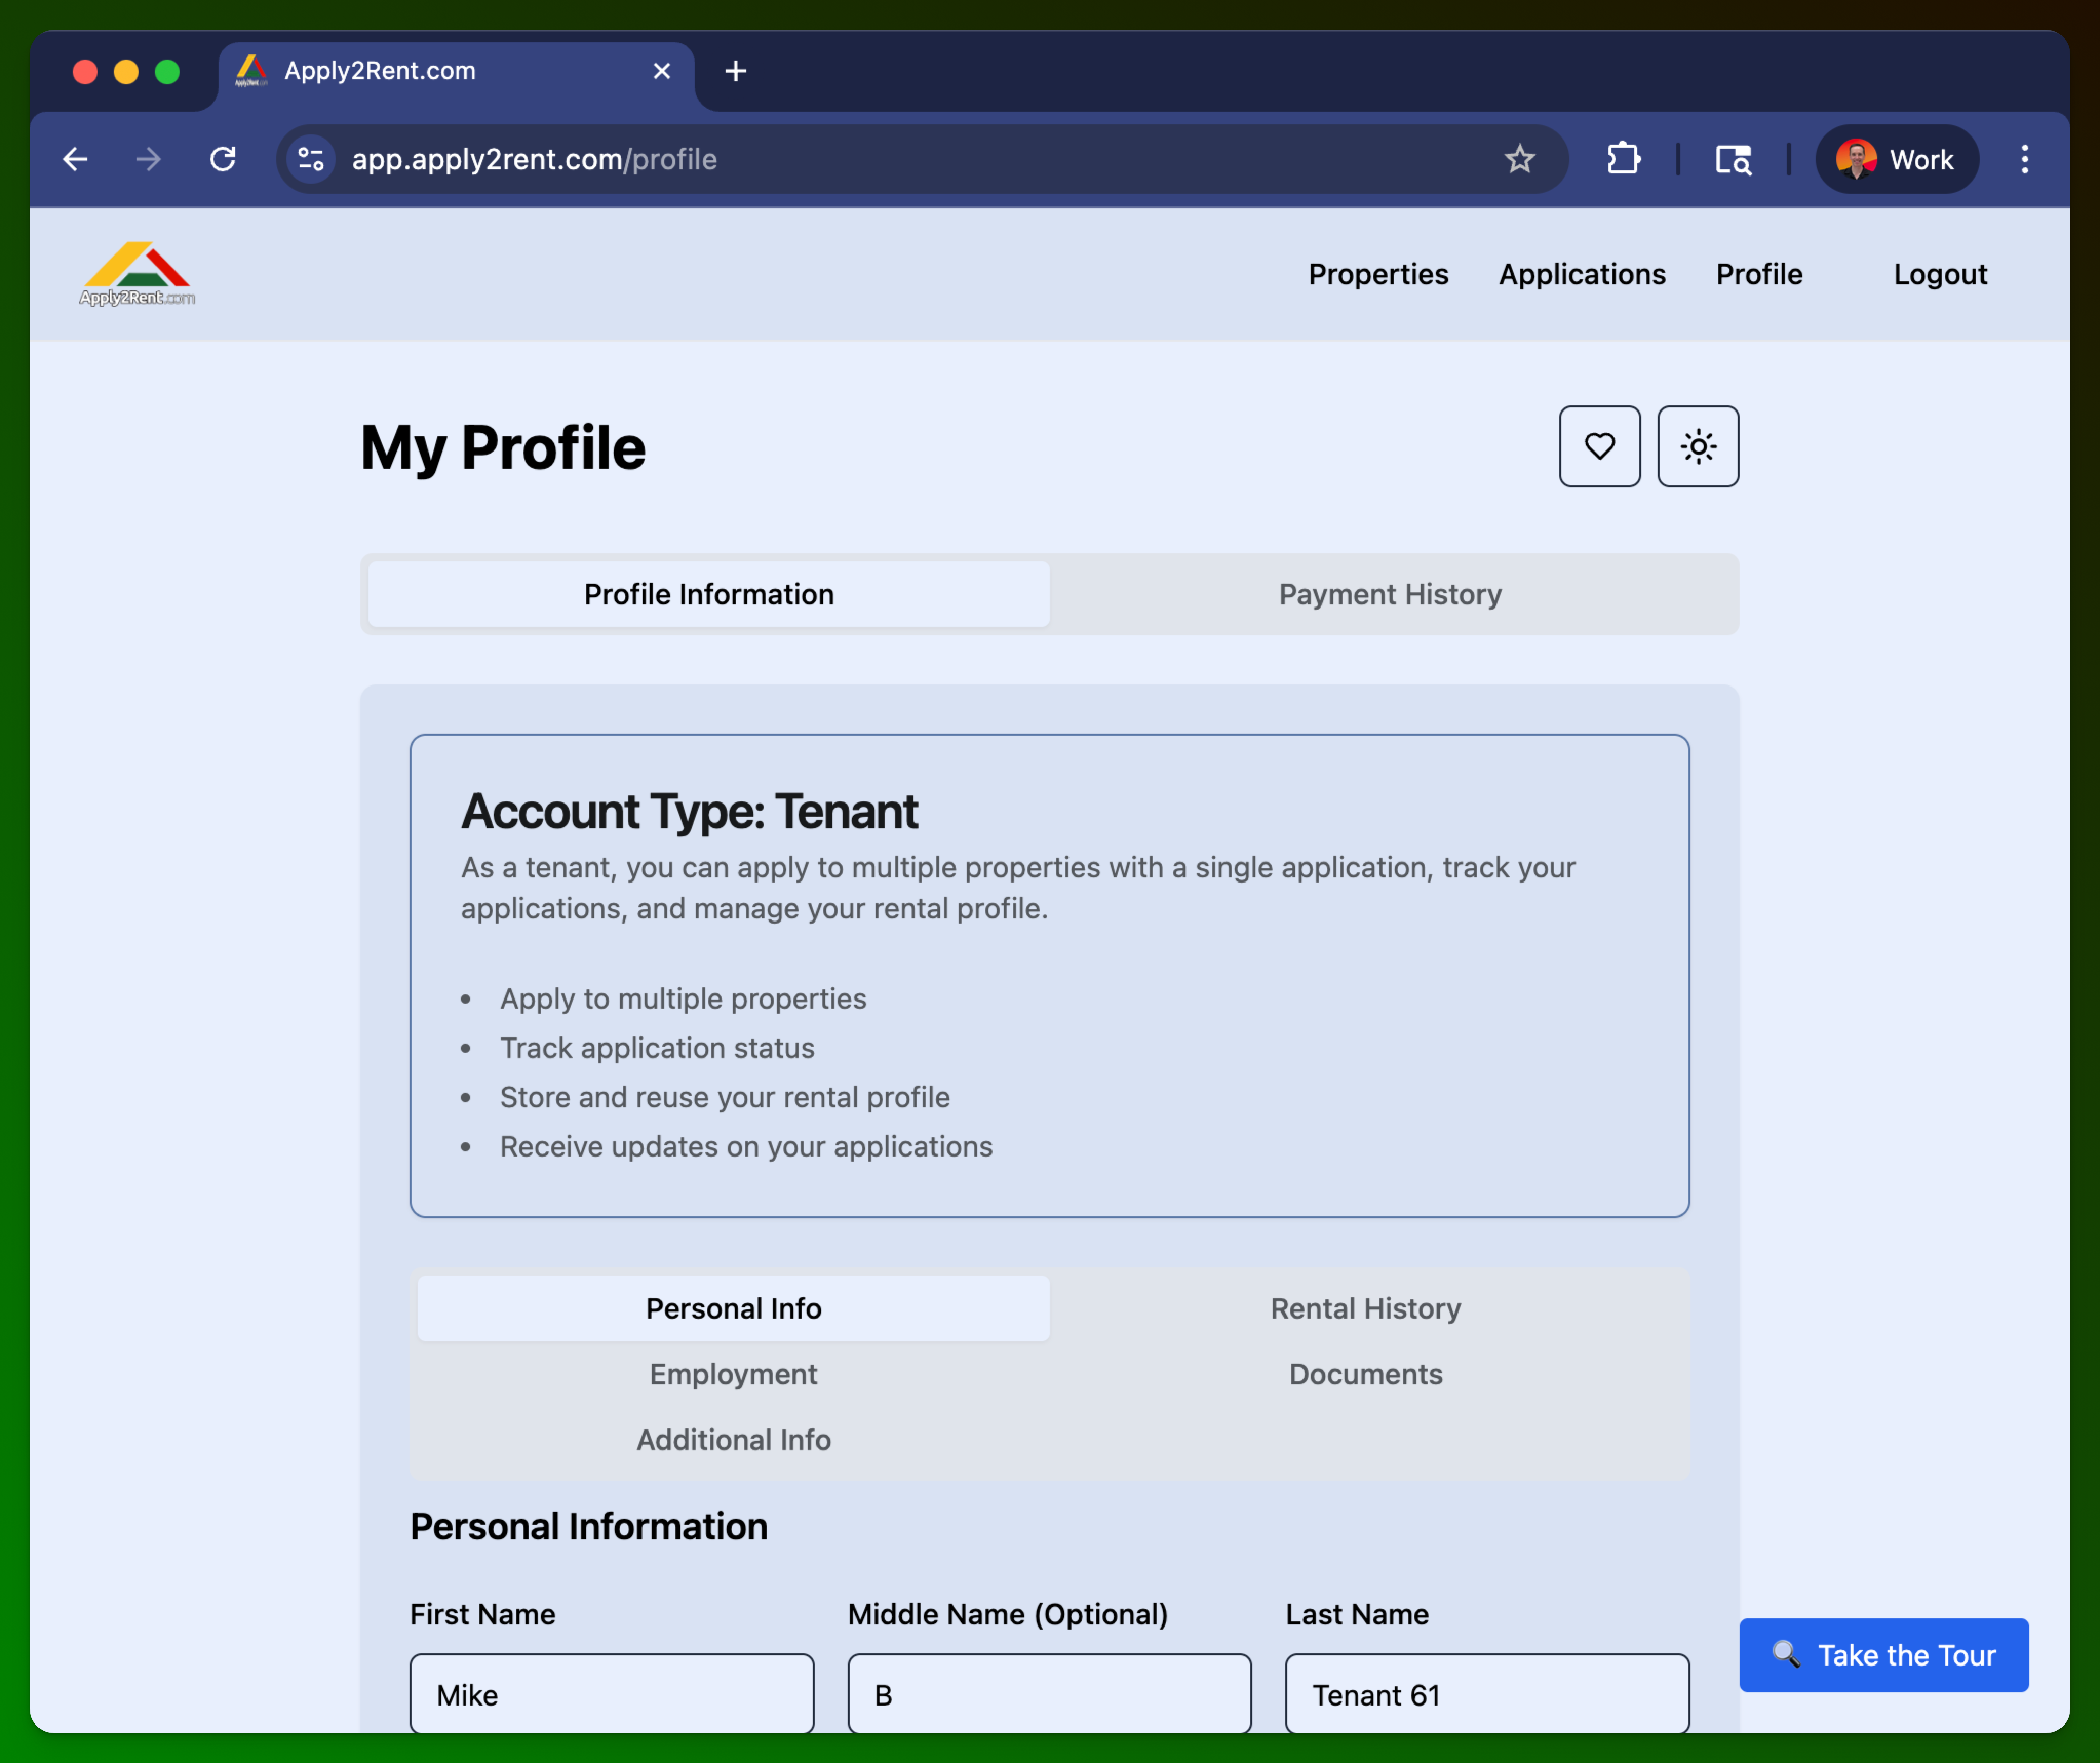 Apply2Rent.com
app.apply2rent.com/profile
Work
Apply2Rent.com
Properties
Applications
Profile
Logout
My Profile
Profile Information
Payment History
Account Type: Tenant
As a tenant, you can apply to multiple properties with a single application, track your
applications, and manage your rental profile.
• Apply to multiple properties
• Track application status
• Store and reuse your rental profile
• Receive updates on your applications
Personal Info
Rental History
Employment
Documents
Additional Info
Personal Information
First Name
Middle Name (Optional)
Last Name
Mike
B
Tenant 61
Take the Tour